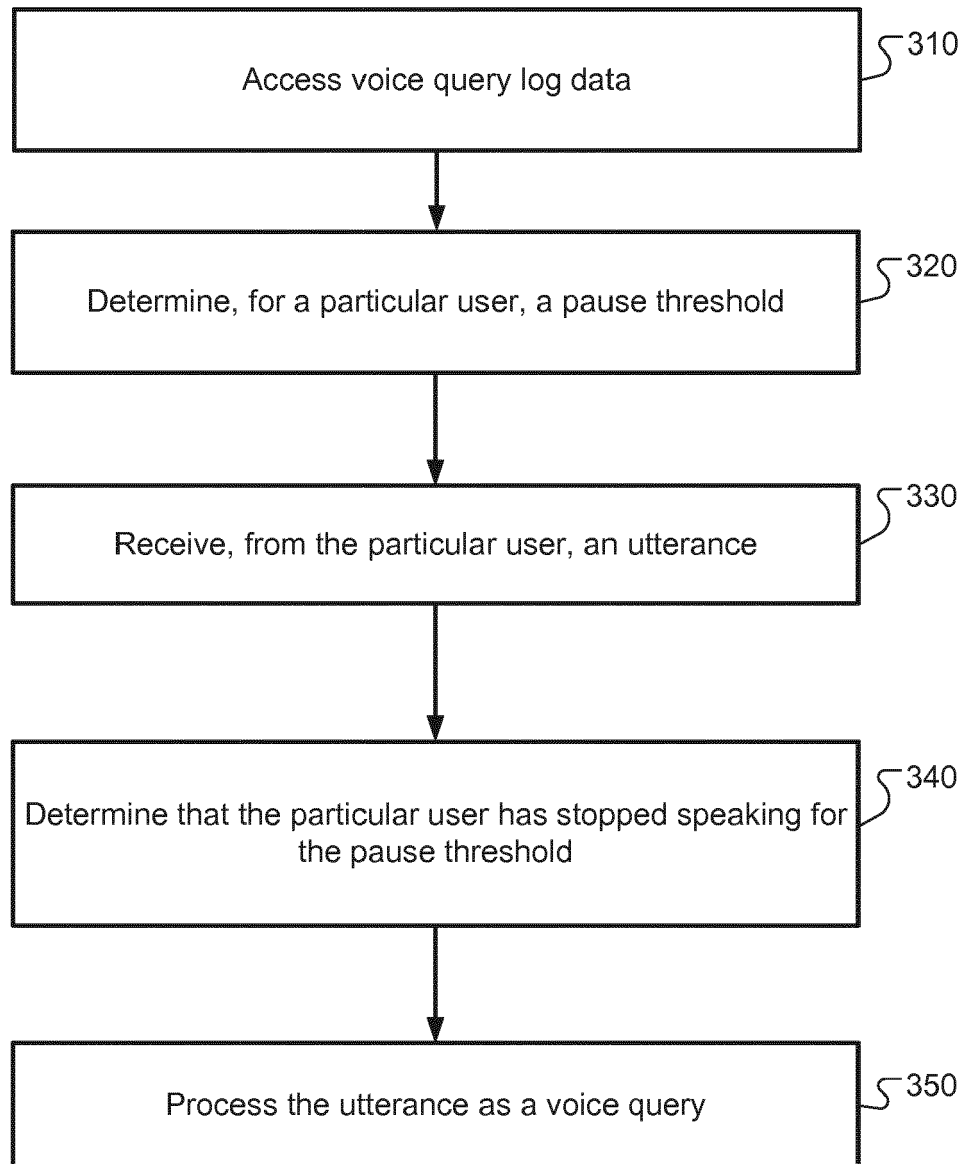 Access voice query log data
310
Determine, for a particular user, a pause threshold
320
Receive, from the particular user, an utterance
330
Determine that the particular user has stopped speaking for
the pause threshold
340
Process the utterance as a voice query
350